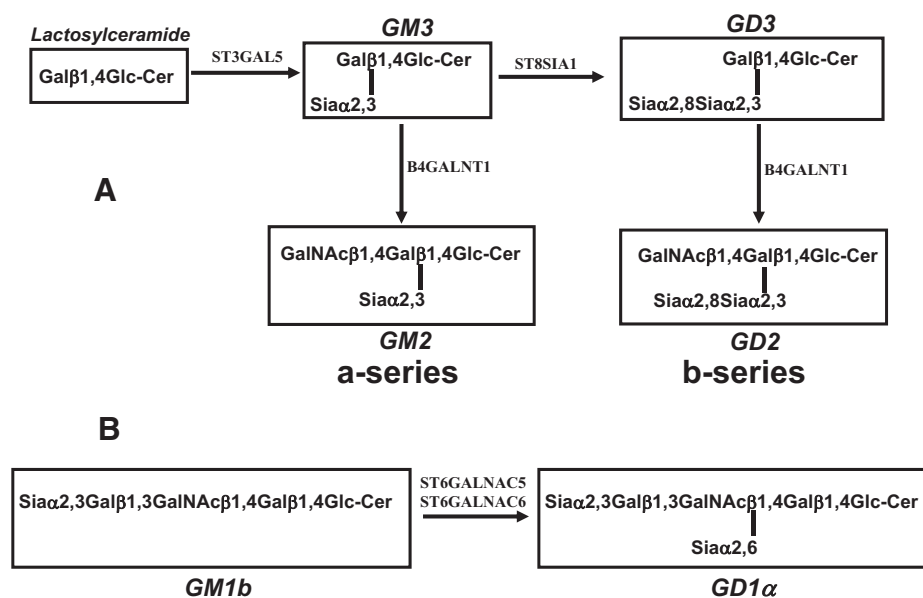 Lactosylceramide
Galβ1,4Glc-Cer
ST3GAL5
GM3
Galβ1,4Glc-Cer
Siaα2,3
ST8SIA1
GD3
Galβ1,4Glc-Cer
Siaα2,8Siaα2,3
A
B4GALNT1
B4GALNT1
GalNAcβ1,4Galβ1,4Glc-Cer
Siaα2,3
GM2
a-series
GalNAcβ1,4Galβ1,4Glc-Cer
Siaα2,8Siaα2,3
GD2
b-series
B
Siaα2,3Galβ1,3GalNAcβ1,4Galβ1,4Glc-Cer
GM1b
ST6GALNAC5
ST6GALNAC6
Siaα2,3Galβ1,3GalNAcβ1,4Galβ1,4Glc-Cer
Siaα2,6
GD1α